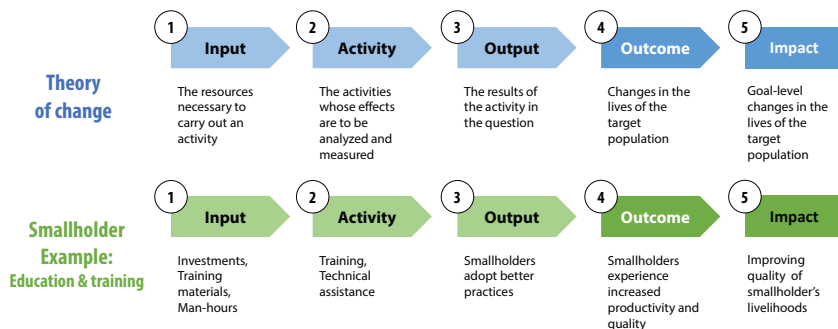 Theory
of change
1
Input
The resources
necessary to
carry out an
activity
2
Activity
The activities
whose effects
are to be
analyzed and
measured
3
Output
The results of
the activity in
the question
4
Outcome
Changes in the
lives of the
target
population
5
Impact
Goal-level
changes in the
lives of the
target
population
Smallholder
Example:
Education & training
1
Input
Investments,
Training
materials,
Man-hours
2
Activity
Training,
Technical
assistance
3
Output
Smallholders
adopt better
practices
4
Outcome
Smallholders
experience
increased
productivity and
quality
5
Impact
Improving
quality of
smallholder’s
livelihoods